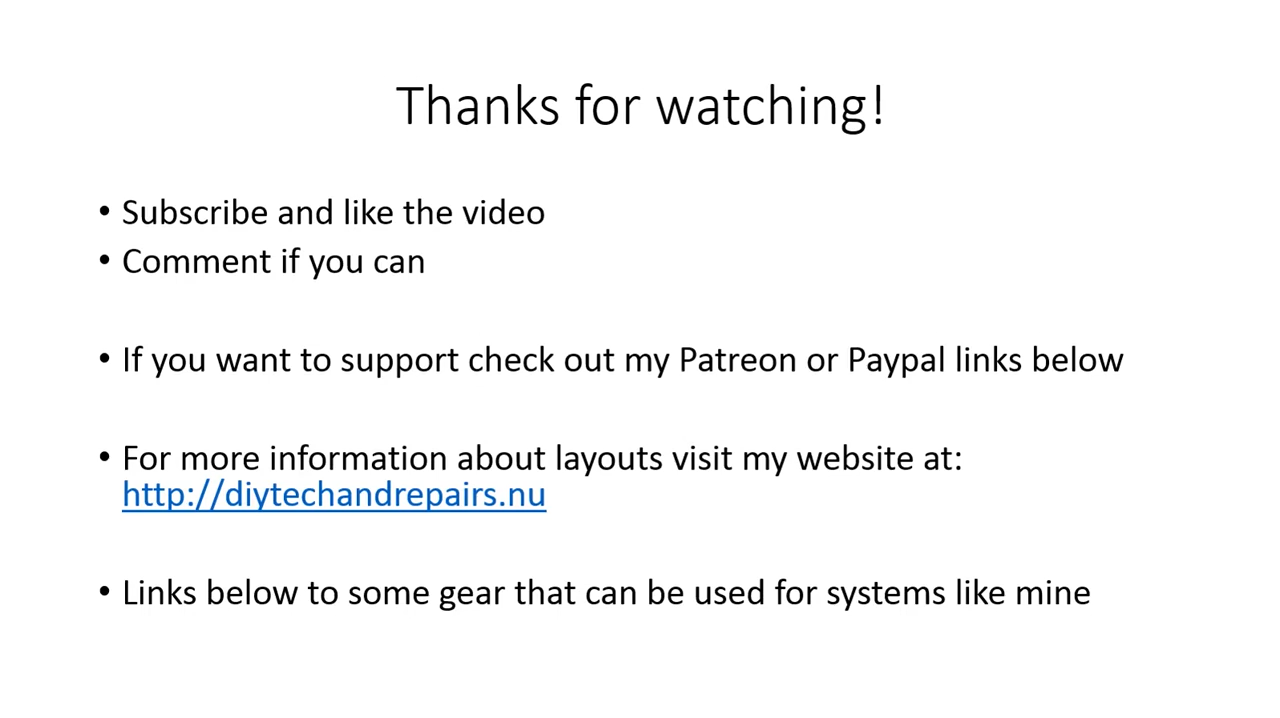 Thanks for watching!
• Subscribe and like the video
• Comment if you can
• If you want to support check out my Patreon or Paypal links below
• For more information about layouts visit my website at:
http://diytechandrepairs.nu
• Links below to some gear that can be used for systems like mine